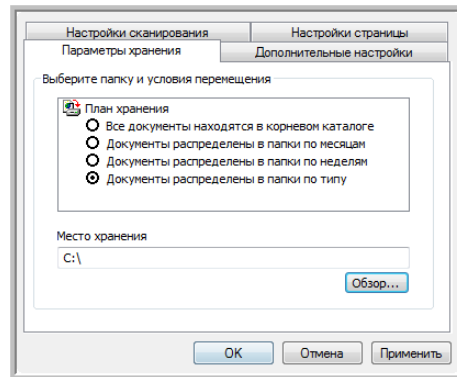 Настройки сканирования
Настройки страницы
Параметры хранения
Дополнительные настройки
Выберите папку и условия перемещения
План хранения
Все документы находятся в корневом каталоге
Документы распределены в папки по месяцам
Документы распределены в папки по неделям
Документы распределены в папки по типу
Место хранения
C:\
Обзор...
OK
Отмена
Применить